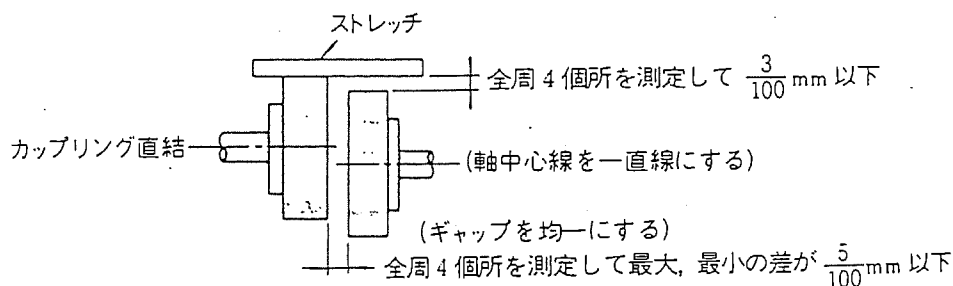 ストレッチ
全周4個所を測定して 3/100 mm 以下
カップリング直結
(軸中心線を一直線にする)
(ギャップを均一にする)
全周4個所を測定して最大, 最小の差が 5/100 mm 以下